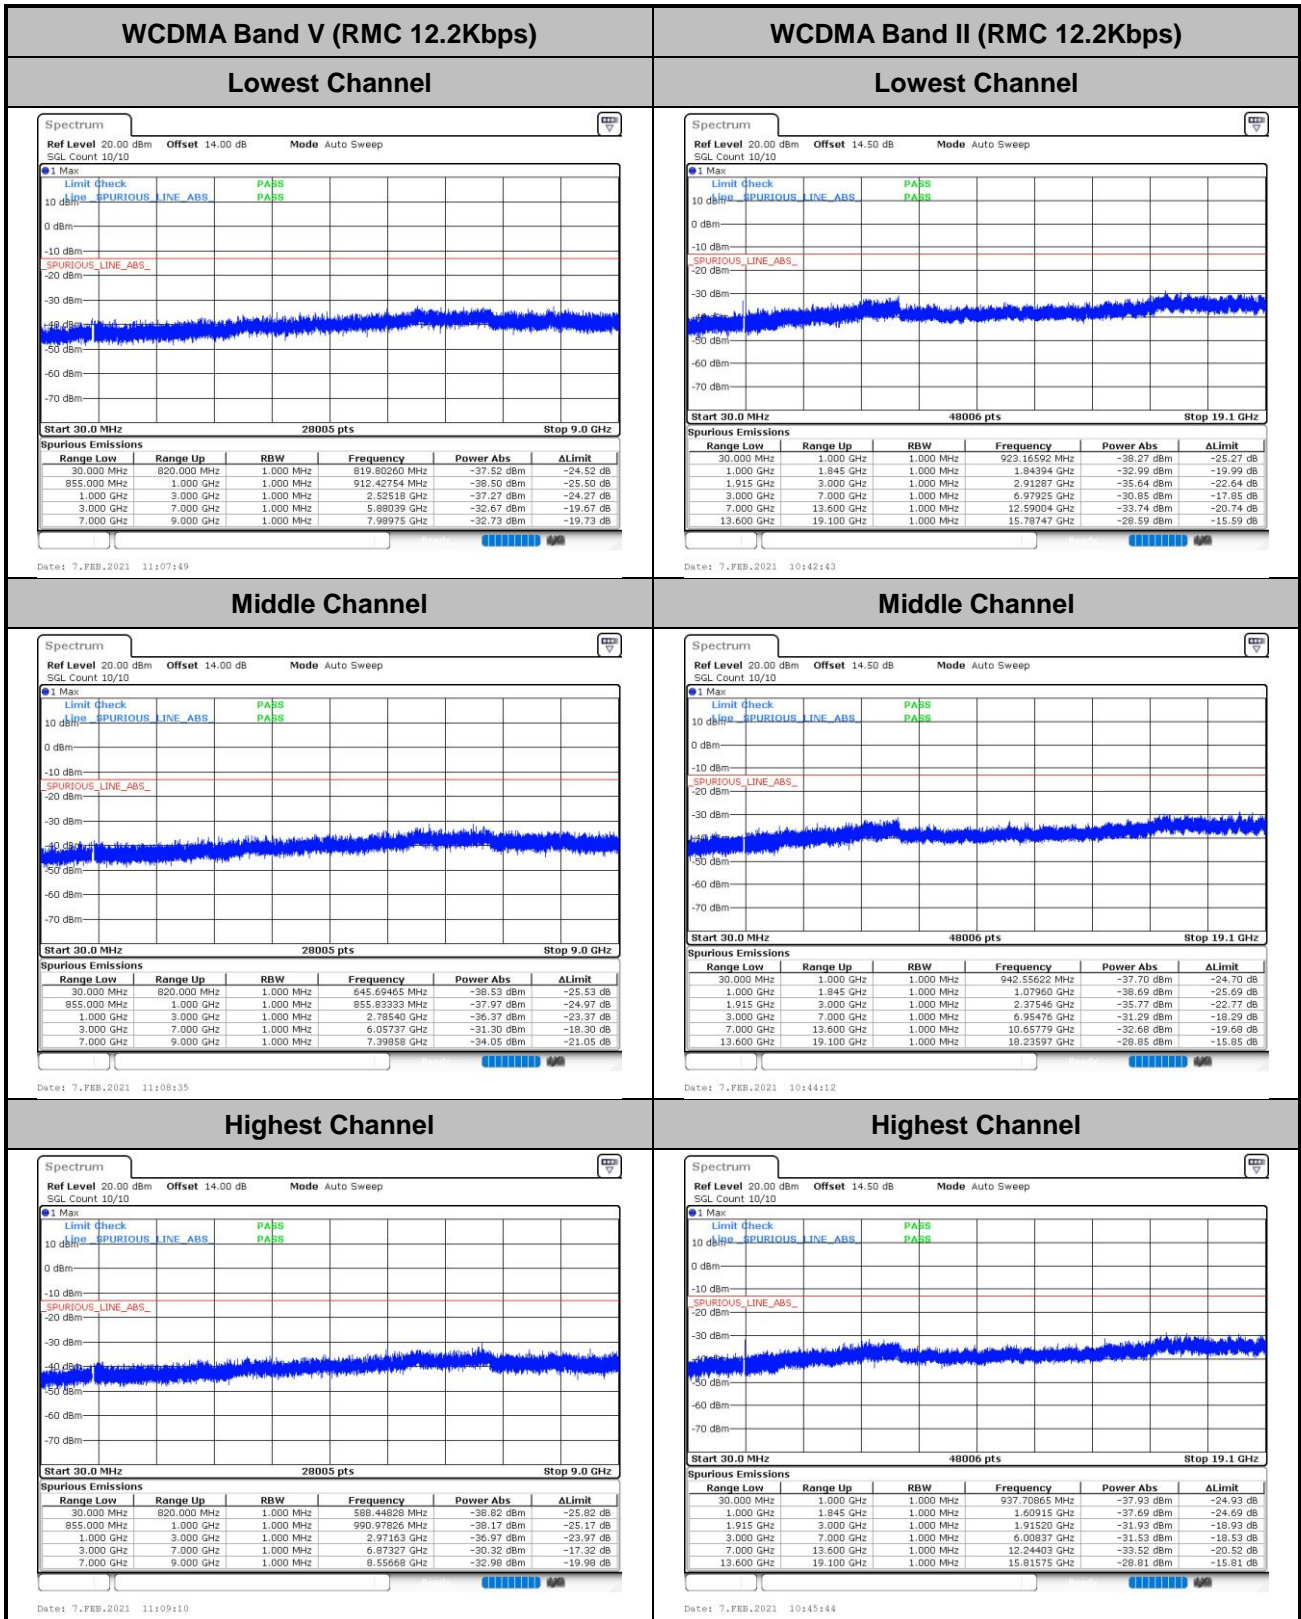 WCDMA Band V (RMC 12.2Kbps)
WCDMA Band II (RMC 12.2Kbps)
Lowest Channel
Lowest Channel
Spectrum
Ref Level 20.00 dBm Offset 14.00 dB Mode Auto Sweep
SGL Count 10/10
1 Max
Limit Check PASS
10 dBm Line _SPURIOUS_LINE_ABS_ PASS
0 dBm
-10 dBm
_SPURIOUS_LINE_ABS_
-20 dBm
-30 dBm
-40 dBm
-50 dBm
-60 dBm
-70 dBm
Start 30.0 MHz 28005 pts Stop 9.0 GHz
Spurious Emissions
Range Low Range Up RBW Frequency Power Abs ΔLimit
30.000 MHz 820.000 MHz 1.000 MHz 819.80260 MHz -37.52 dBm -24.52 dB
855.000 MHz 1.000 GHz 1.000 MHz 912.42754 MHz -38.50 dBm -25.50 dB
1.000 GHz 3.000 GHz 1.000 MHz 2.52518 GHz -37.27 dBm -24.27 dB
3.000 GHz 7.000 GHz 1.000 MHz 5.88039 GHz -32.67 dBm -19.67 dB
7.000 GHz 9.000 GHz 1.000 MHz 7.98975 GHz -32.73 dBm -19.73 dB
Date: 7.FEB.2021 11:07:49
Spectrum
Ref Level 20.00 dBm Offset 14.50 dB Mode Auto Sweep
SGL Count 10/10
1 Max
Limit Check PASS
10 dBm Line _SPURIOUS_LINE_ABS_ PASS
0 dBm
-10 dBm
_SPURIOUS_LINE_ABS_
-20 dBm
-30 dBm
-50 dBm
-60 dBm
-70 dBm
Start 30.0 MHz 48006 pts Stop 19.1 GHz
Spurious Emissions
Range Low Range Up RBW Frequency Power Abs ΔLimit
30.000 MHz 1.000 GHz 1.000 MHz 923.16592 MHz -38.27 dBm -25.27 dB
1.000 GHz 1.845 GHz 1.000 MHz 1.84394 GHz -32.99 dBm -19.99 dB
1.915 GHz 3.000 GHz 1.000 MHz 2.91287 GHz -35.64 dBm -22.64 dB
3.000 GHz 7.000 GHz 1.000 MHz 6.97925 GHz -30.85 dBm -17.85 dB
7.000 GHz 13.600 GHz 1.000 MHz 12.59004 GHz -33.74 dBm -20.74 dB
13.600 GHz 19.100 GHz 1.000 MHz 15.78747 GHz -28.59 dBm -15.59 dB
Date: 7.FEB.2021 10:42:43
Middle Channel
Middle Channel
Spectrum
Ref Level 20.00 dBm Offset 14.00 dB Mode Auto Sweep
SGL Count 10/10
1 Max
Limit Check PASS
10 dBm Line _SPURIOUS_LINE_ABS_ PASS
0 dBm
-10 dBm
_SPURIOUS_LINE_ABS_
-20 dBm
-30 dBm
-40 dBm
-50 dBm
-60 dBm
-70 dBm
Start 30.0 MHz 28005 pts Stop 9.0 GHz
Spurious Emissions
Range Low Range Up RBW Frequency Power Abs ΔLimit
30.000 MHz 820.000 MHz 1.000 MHz 645.69465 MHz -38.53 dBm -25.53 dB
855.000 MHz 1.000 GHz 1.000 MHz 855.83333 MHz -37.97 dBm -24.97 dB
1.000 GHz 3.000 GHz 1.000 MHz 2.78540 GHz -36.37 dBm -23.37 dB
3.000 GHz 7.000 GHz 1.000 MHz 6.05737 GHz -31.30 dBm -18.30 dB
7.000 GHz 9.000 GHz 1.000 MHz 7.39858 GHz -34.05 dBm -21.05 dB
Date: 7.FEB.2021 11:08:35
Spectrum
Ref Level 20.00 dBm Offset 14.50 dB Mode Auto Sweep
SGL Count 10/10
1 Max
Limit Check PASS
10 dBm Line _SPURIOUS_LINE_ABS_ PASS
0 dBm
-10 dBm
_SPURIOUS_LINE_ABS_
-20 dBm
-30 dBm
-50 dBm
-60 dBm
-70 dBm
Start 30.0 MHz 48006 pts Stop 19.1 GHz
Spurious Emissions
Range Low Range Up RBW Frequency Power Abs ΔLimit
30.000 MHz 1.000 GHz 1.000 MHz 942.55622 MHz -37.70 dBm -24.70 dB
1.000 GHz 1.845 GHz 1.000 MHz 1.07960 GHz -38.69 dBm -25.69 dB
1.915 GHz 3.000 GHz 1.000 MHz 2.37546 GHz -35.77 dBm -22.77 dB
3.000 GHz 7.000 GHz 1.000 MHz 6.95476 GHz -31.29 dBm -18.29 dB
7.000 GHz 13.600 GHz 1.000 MHz 10.65779 GHz -32.68 dBm -19.68 dB
13.600 GHz 19.100 GHz 1.000 MHz 18.23597 GHz -28.85 dBm -15.85 dB
Date: 7.FEB.2021 10:44:12
Highest Channel
Highest Channel
Spectrum
Ref Level 20.00 dBm Offset 14.00 dB Mode Auto Sweep
SGL Count 10/10
1 Max
Limit Check PASS
10 dBm Line _SPURIOUS_LINE_ABS_ PASS
0 dBm
-10 dBm
_SPURIOUS_LINE_ABS_
-20 dBm
-30 dBm
-40 dBm
-50 dBm
-60 dBm
-70 dBm
Start 30.0 MHz 28005 pts Stop 9.0 GHz
Spurious Emissions
Range Low Range Up RBW Frequency Power Abs ΔLimit
30.000 MHz 820.000 MHz 1.000 MHz 588.44828 MHz -38.82 dBm -25.82 dB
855.000 MHz 1.000 GHz 1.000 MHz 990.97826 MHz -38.17 dBm -25.17 dB
1.000 GHz 3.000 GHz 1.000 MHz 2.97163 GHz -36.97 dBm -23.97 dB
3.000 GHz 7.000 GHz 1.000 MHz 6.87327 GHz -30.32 dBm -17.32 dB
7.000 GHz 9.000 GHz 1.000 MHz 8.55668 GHz -32.98 dBm -19.98 dB
Date: 7.FEB.2021 11:09:10
Spectrum
Ref Level 20.00 dBm Offset 14.50 dB Mode Auto Sweep
SGL Count 10/10
1 Max
Limit Check PASS
10 dBm Line _SPURIOUS_LINE_ABS_ PASS
0 dBm
-10 dBm
_SPURIOUS_LINE_ABS_
-20 dBm
-30 dBm
-50 dBm
-60 dBm
-70 dBm
Start 30.0 MHz 48006 pts Stop 19.1 GHz
Spurious Emissions
Range Low Range Up RBW Frequency Power Abs ΔLimit
30.000 MHz 1.000 GHz 1.000 MHz 937.70865 MHz -37.93 dBm -24.93 dB
1.000 GHz 1.845 GHz 1.000 MHz 1.60915 GHz -37.69 dBm -24.69 dB
1.915 GHz 3.000 GHz 1.000 MHz 1.91520 GHz -31.93 dBm -18.93 dB
3.000 GHz 7.000 GHz 1.000 MHz 6.00837 GHz -31.53 dBm -18.53 dB
7.000 GHz 13.600 GHz 1.000 MHz 12.24403 GHz -33.52 dBm -20.52 dB
13.600 GHz 19.100 GHz 1.000 MHz 15.81575 GHz -28.81 dBm -15.81 dB
Date: 7.FEB.2021 10:45:44